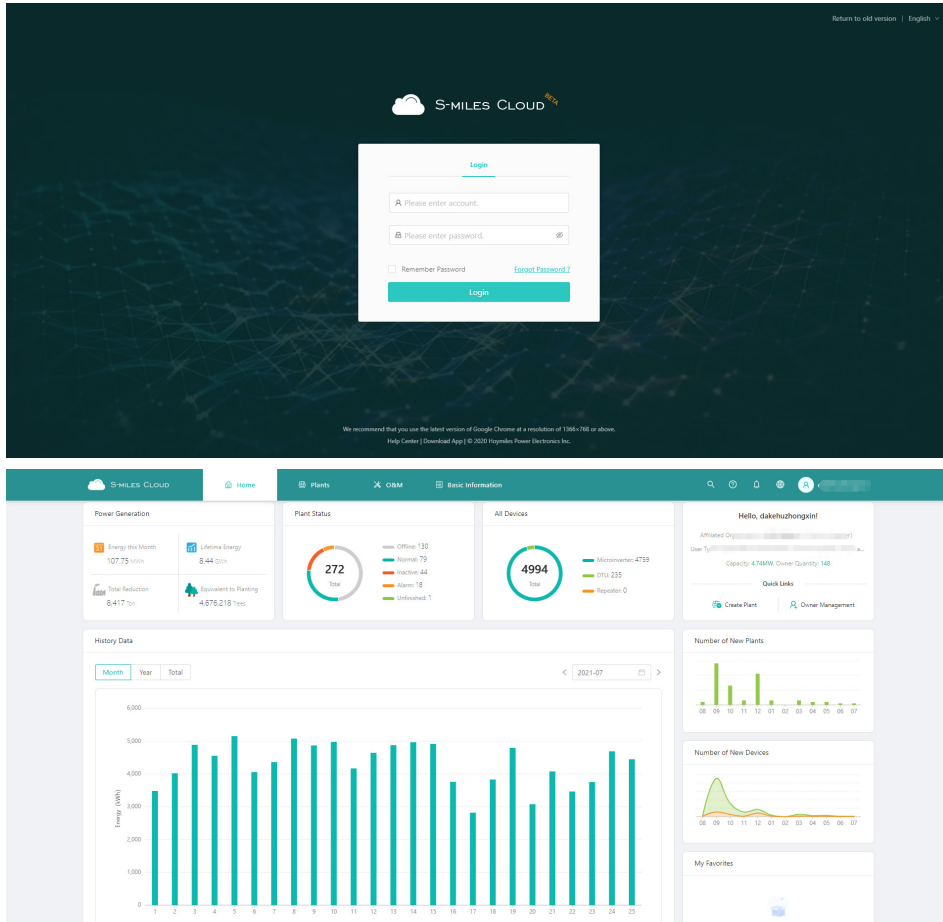 Return to old version | English
S-MILES CLOUD BETA
Login
Please enter account.
Please enter password.
Remember Password Forgot Password ?
Login
We recommend that you use the latest version of Google Chrome at a resolution of 1366×768 or above.
Help Center | Download App | © 2020 Hoymiles Power Electronics Inc.
S-MILES CLOUD Home Plants O&M Basic Information
Power Generation
Energy this Month
107.75 MWh
Lifetime Energy
8.44 GWh
Total Reduction
8,417 Ton
Equivalent to Planting
4,676,218 Trees
Plant Status
272
Total
Offline: 130
Normal: 79
Inactive: 44
Alarm: 18
Unfinished: 1
All Devices
4994
Total
Microinverter: 4759
DTU: 235
Repeater: 0
Hello, dakehuzhongxin!
Affiliated Org
User Ty a...
Capacity: 4.74MW, Owner Quantity: 148
Quick Links
Create Plant Owner Management
History Data
Month Year Total
< 2021-07 >
Energy (kWh)
6,000
5,000
4,000
3,000
2,000
1,000
0
1 2 3 4 5 6 7 8 9 10 11 12 13 14 15 16 17 18 19 20 21 22 23 24 25
Number of New Plants
08 09 10 11 12 01 02 03 04 05 06 07
Number of New Devices
08 09 10 11 12 01 02 03 04 05 06 07
My Favorites